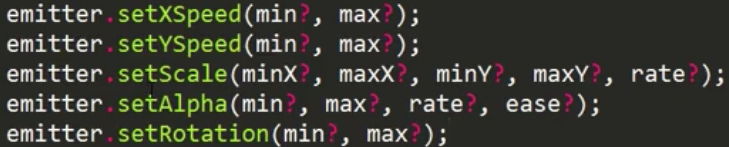 emitter.setXSpeed(min?, max?);
emitter.setYSpeed(min?, max?);
emitter.setScale(minX?, maxX?, minY?, maxY?, rate?);
emitter.setAlpha(min?, max?, rate?, ease?);
emitter.setRotation(min?, max?);